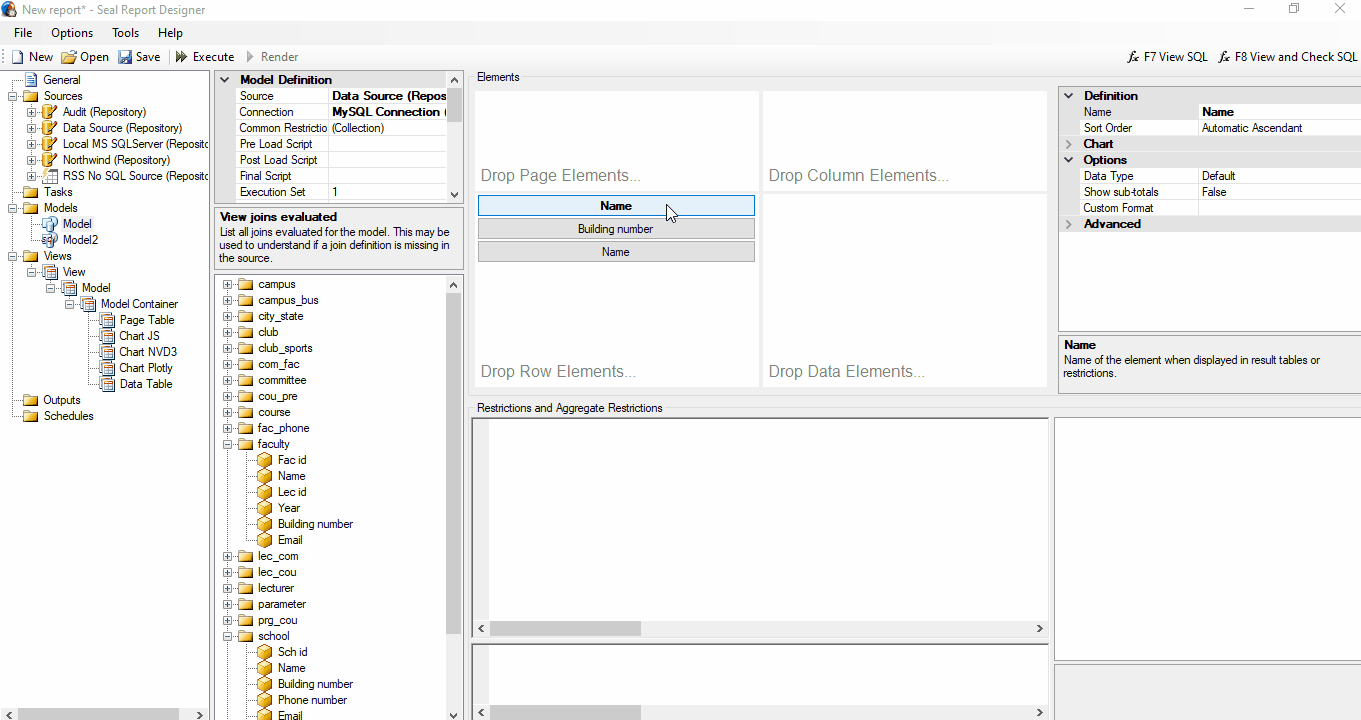 New report* - Seal Report Designer
File Options Tools Help
New Open Save Execute Render F7 View SQL F8 View and Check SQL
General
Sources
Audit (Repository)
Data Source (Repository)
Local MS SQLServer (Reposito
Northwind (Repository)
RSS No SQL Source (Reposito
Tasks
Models
Model
Model2
Views
View
Model
Model Container
Page Table
Chart JS
Chart NVD3
Chart Plotly
Data Table
Outputs
Schedules
Model Definition
Source Data Source (Repos
Connection MySQL Connection (
Common Restrictio (Collection)
Pre Load Script
Post Load Script
Final Script
Execution Set 1
View joins evaluated
List all joins evaluated for the model. This may be
used to understand if a join definition is missing in
the source.
campus
campus_bus
city_state
club
club_sports
com_fac
committee
cou_pre
course
fac_phone
faculty
Fac id
Name
Lec id
Year
Building number
Email
lec_com
lec_cou
lecturer
parameter
prg_cou
school
Sch id
Name
Building number
Phone number
Email
Elements
Drop Page Elements...
Drop Column Elements...
Name
Building number
Name
Drop Row Elements...
Drop Data Elements...
Restrictions and Aggregate Restrictions
Definition
Name Name
Sort Order Automatic Ascendant
Chart
Options
Data Type Default
Show sub-totals False
Custom Format
Advanced
Name
Name of the element when displayed in result tables or
restrictions.